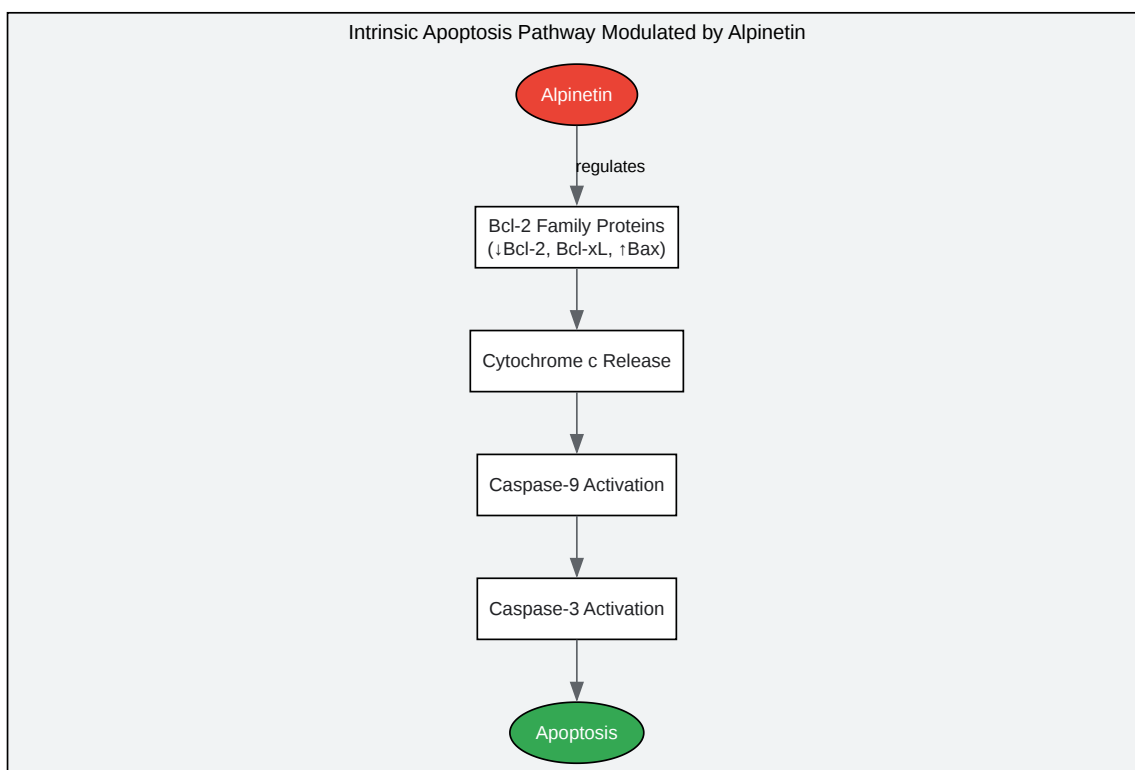 Intrinsic Apoptosis Pathway Modulated by Alpinetin
Alpinetin
regulates
Bcl-2 Family Proteins
(↓Bcl-2, Bcl-xL, ↑Bax)
Cytochrome c Release
Caspase-9 Activation
Caspase-3 Activation
Apoptosis